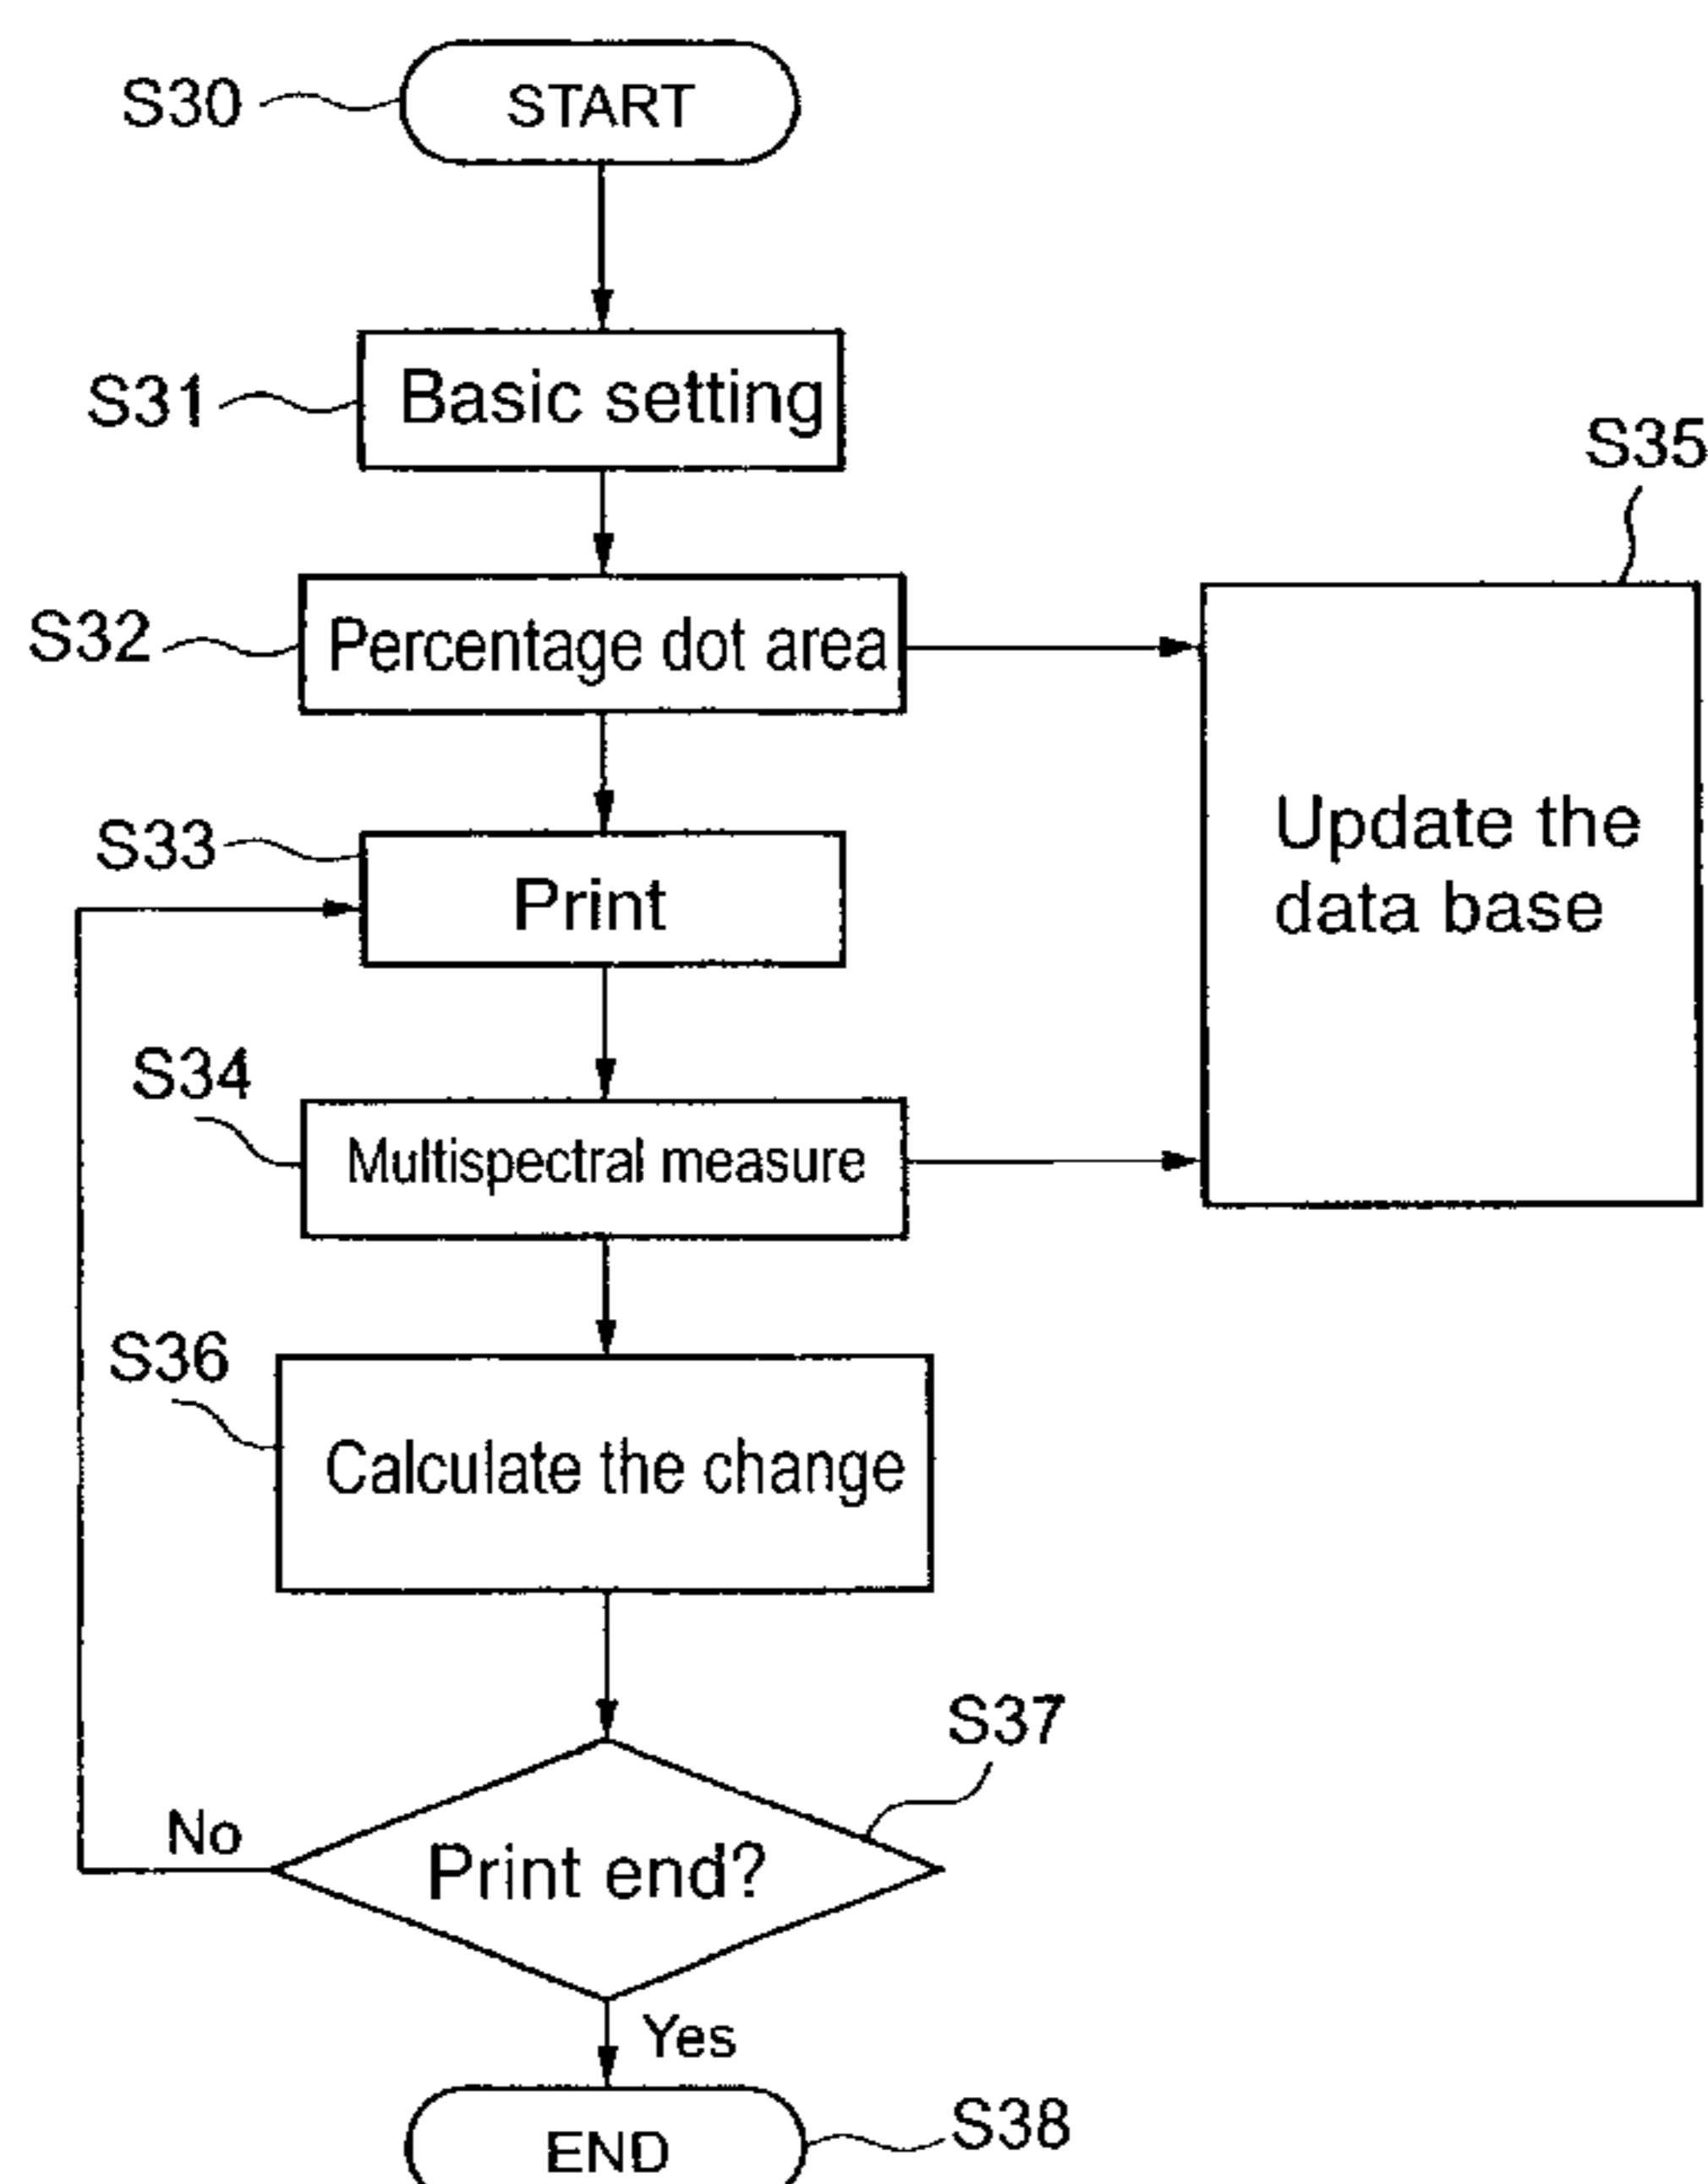 S30
START
S31
Basic setting
S35
S32
Percentage dot area
S33
Print
Update the
data base
S34
Multispectral measure
S36
Calculate the change
S37
No
Print end?
Yes
END
S38